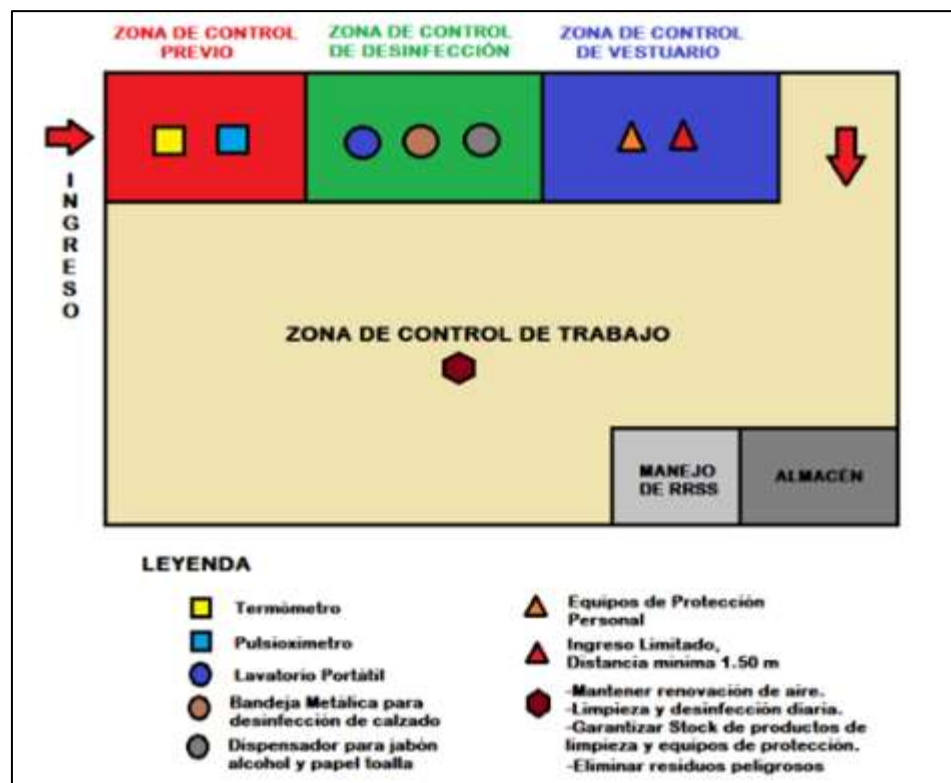 ZONA DE CONTROL
PREVIO
ZONA DE CONTROL
DE DESINFECCIÓN
ZONA DE CONTROL
DE VESTUARIO
INGRESO
ZONA DE CONTROL DE TRABAJO
MANEJO
DE RRSS
ALMACÉN
LEYENDA
Termómetro
Pulsioxímetro
Lavatorio Portátil
Bandeja Metálica para
desinfección de calzado
Dispensador para jabón
alcohol y papel toalla
Equipos de Protección
Personal
Ingreso Limitado,
Distancia mínima 1.50 m
-Mantener renovación de aire.
-Limpieza y desinfección diaria.
-Garantizar Stock de productos de
limpieza y equipos de protección.
-Eliminar residuos peligrosos